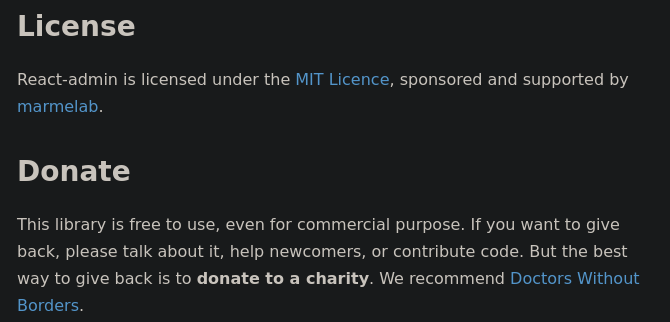 License
React-admin is licensed under the MIT Licence, sponsored and supported by
marmelab.
Donate
This library is free to use, even for commercial purpose. If you want to give
back, please talk about it, help newcomers, or contribute code. But the best
way to give back is to donate to a charity. We recommend Doctors Without
Borders.